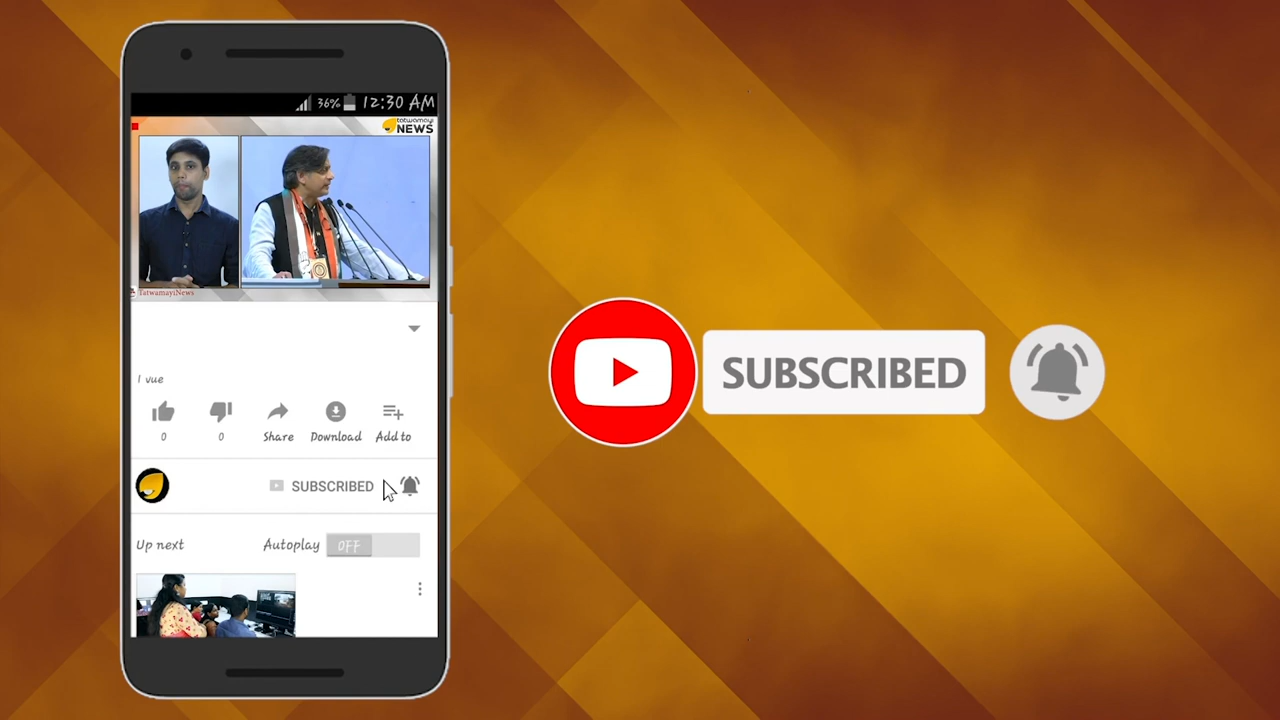 36% 12:30 AM
tatwamayi
NEWS
TatwamayiNews
1 vue
0 0 Share Download Add to
SUBSCRIBED
Up next Autoplay OFF
SUBSCRIBED